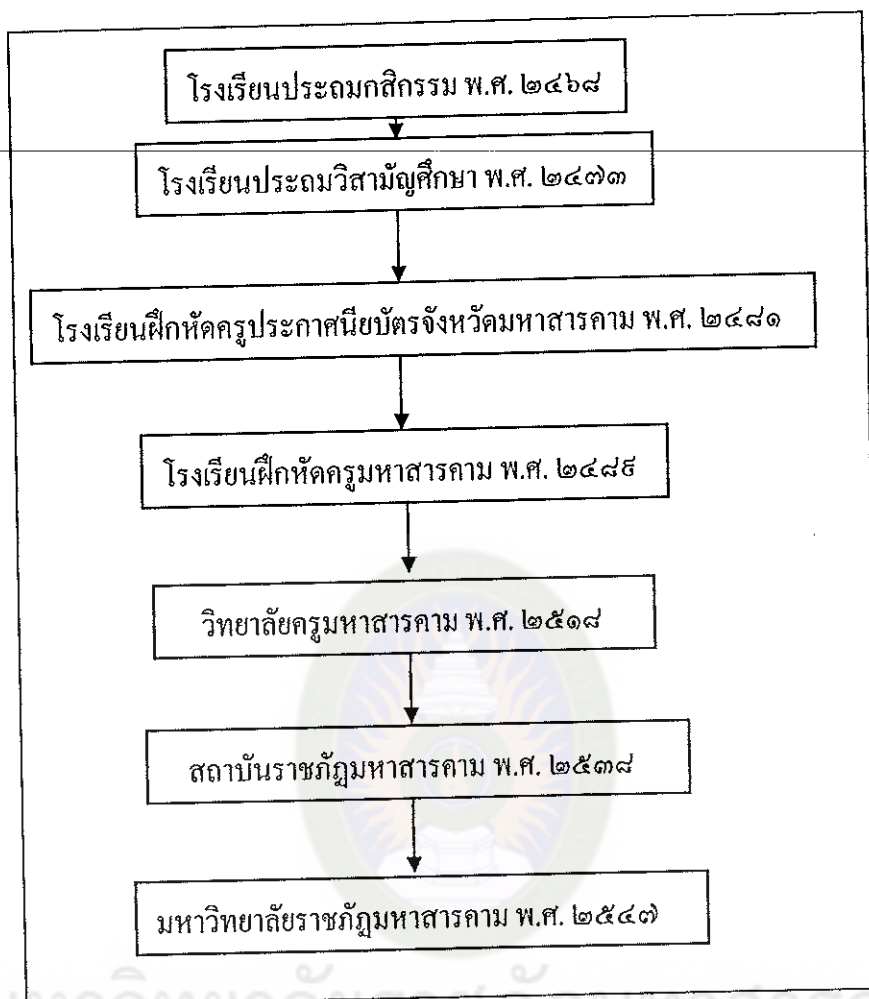 โรงเรียนประถมกสิกรรม พ.ศ. ๒๔๖๘
โรงเรียนประถมวิสามัญศึกษา พ.ศ. ๒๔๗๓
โรงเรียนฝึกหัดครูประกาศนียบัตรจังหวัดมหาสารคาม พ.ศ. ๒๔๘๑
โรงเรียนฝึกหัดครูมหาสารคาม พ.ศ. ๒๔๘๙
วิทยาลัยครูมหาสารคาม พ.ศ. ๒๕๑๘
สถาบันราชภัฏมหาสารคาม พ.ศ. ๒๕๓๘
มหาวิทยาลัยราชภัฏมหาสารคาม พ.ศ. ๒๕๔๗